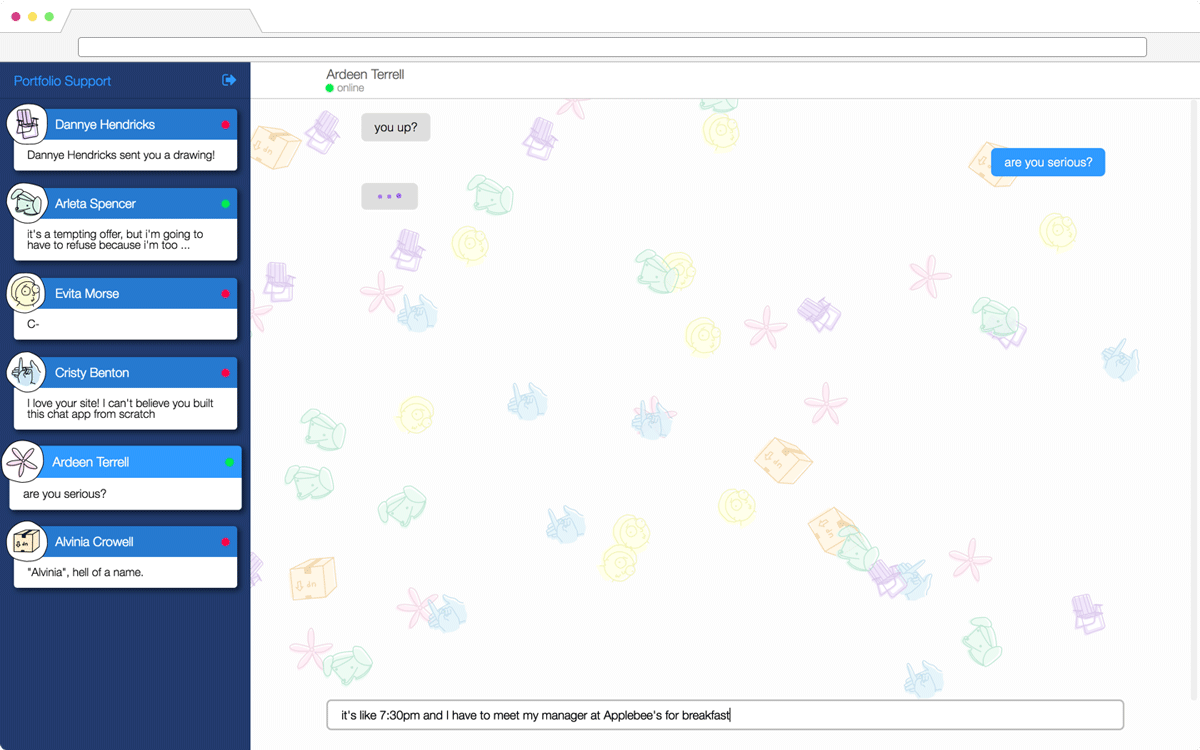 Portfolio Support
Dannye Hendricks
Dannye Hendricks sent you a drawing!
Arleta Spencer
it's a tempting offer, but i'm going to
have to refuse because i'm too ...
Evita Morse
C-
Cristy Benton
I love your site! I can't believe you built
this chat app from scratch
Ardeen Terrell
are you serious?
Alvinia Crowell
"Alvinia", hell of a name.
Ardeen Terrell
online
you up?
are you serious?
it's like 7:30pm and I have to meet my manager at Applebee's for breakfast